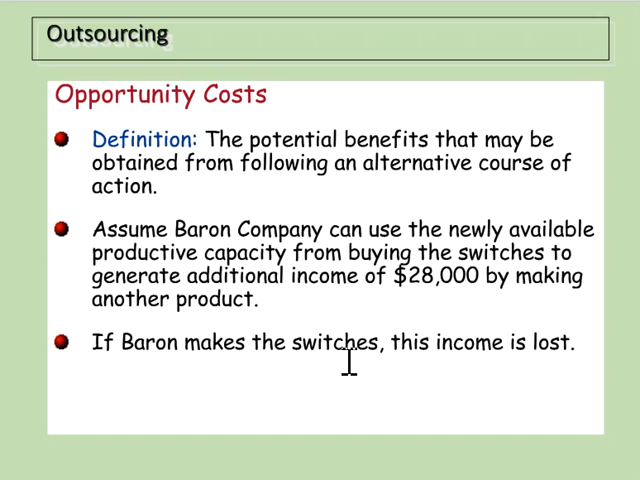 Outsourcing
Opportunity Costs
Definition: The potential benefits that may be
obtained from following an alternative course of
action.
Assume Baron Company can use the newly available
productive capacity from buying the switches to
generate additional income of $28,000 by making
another product.
If Baron makes the switches, this income is lost.